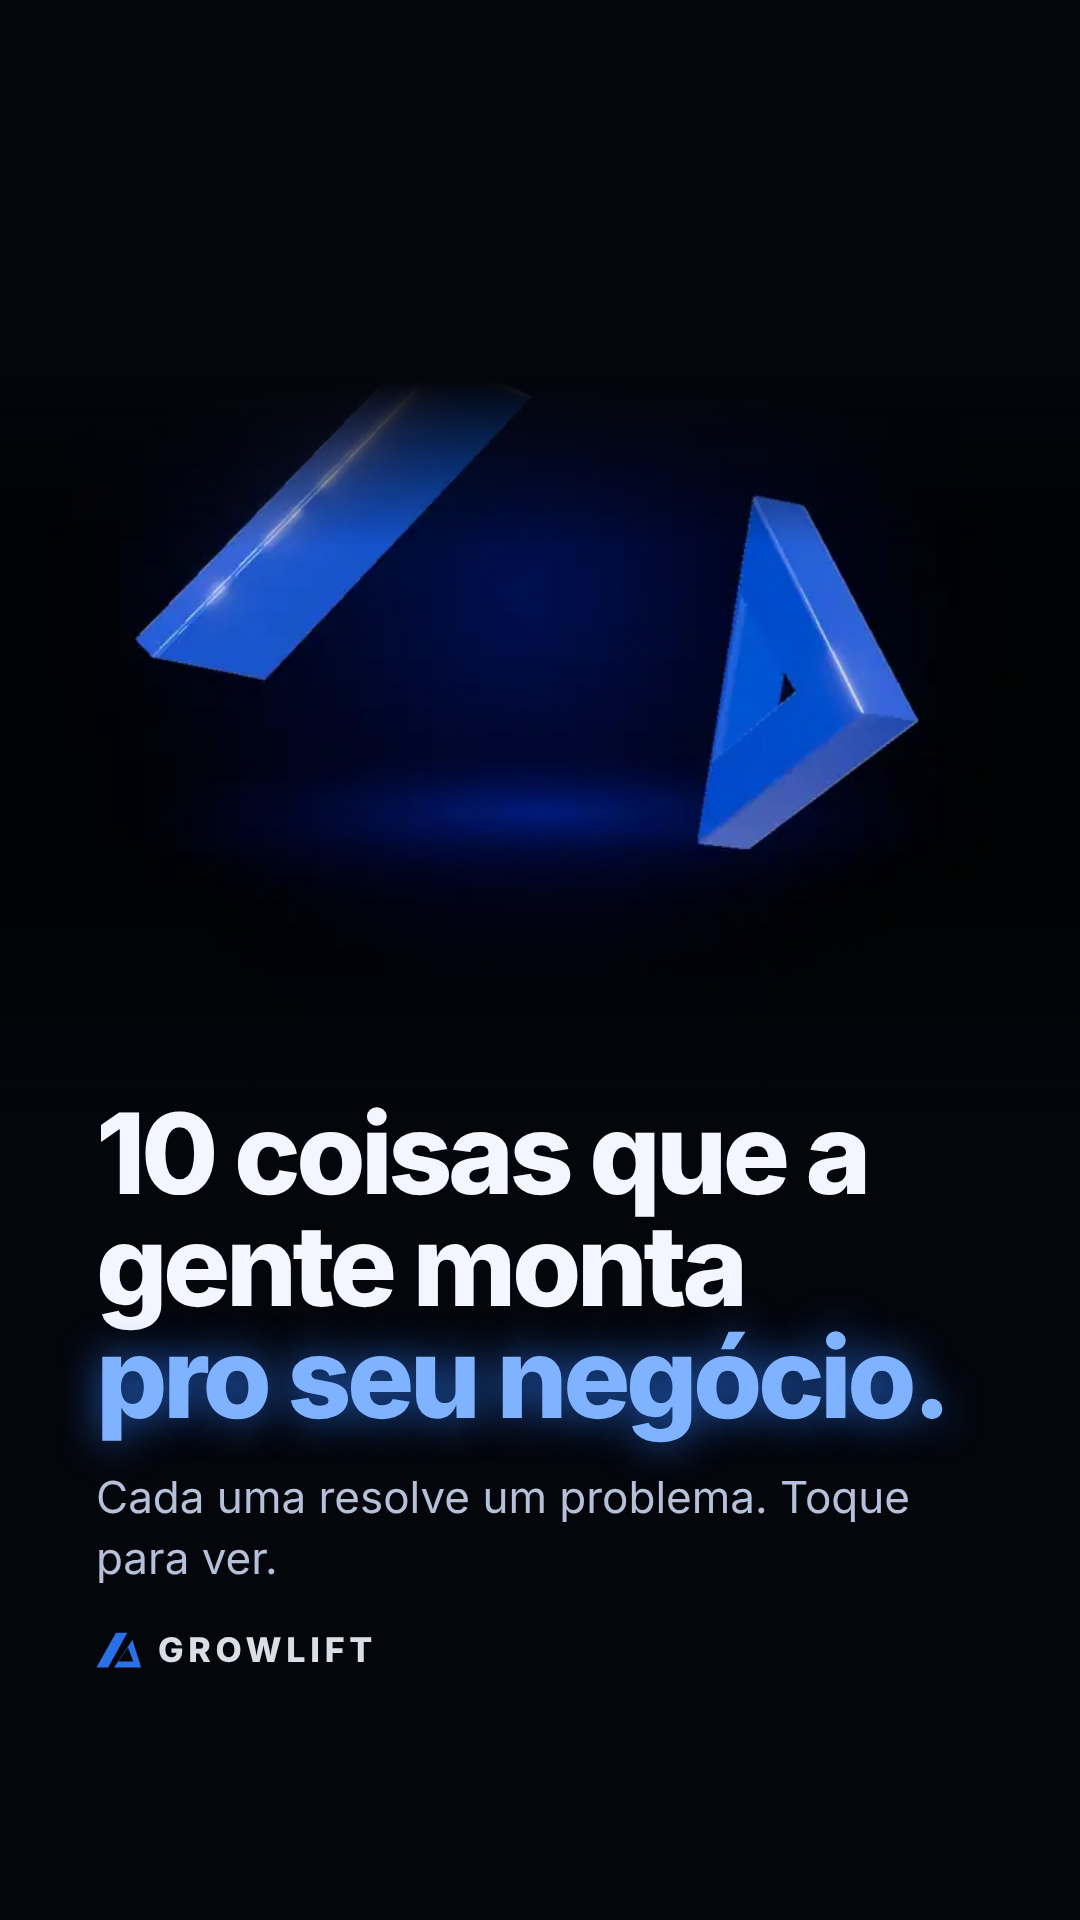 10 coisas que a
gente monta
pro seu negócio.
Cada uma resolve um problema. Toque
para ver.
GROWLIFT